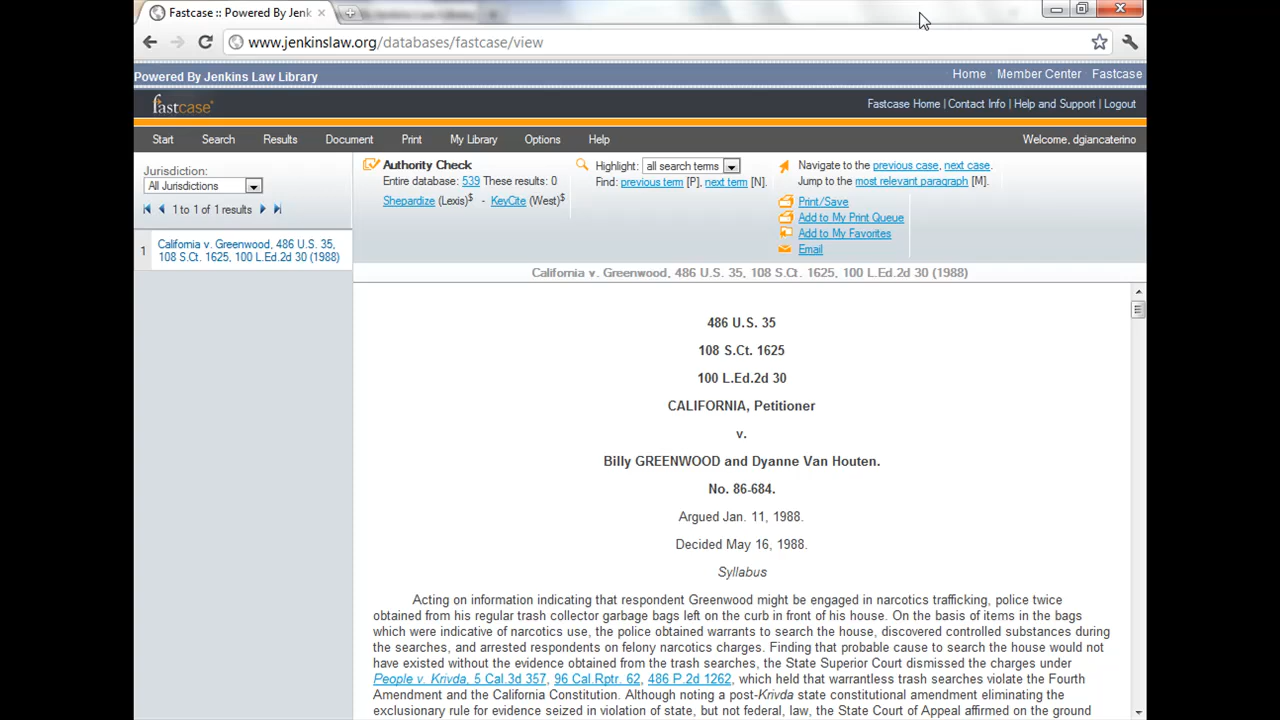 Fastcase :: Powered By Jenk
www.jenkinslaw.org/databases/fastcase/view
Powered By Jenkins Law Library
Home Member Center Fastcase
fastcase
Fastcase Home | Contact Info | Help and Support | Logout
Start Search Results Document Print My Library Options Help
Welcome, dgiancaterino
Jurisdiction:
All Jurisdictions
1 to 1 of 1 results
1 California v. Greenwood, 486 U.S. 35,
108 S.Ct. 1625, 100 L.Ed.2d 30 (1988)
Authority Check
Entire database: 539 These results: 0
Shepardize (Lexis)$ - KeyCite (West)$
Highlight: all search terms
Find: previous term [P], next term [N].
Navigate to the previous case, next case.
Jump to the most relevant paragraph [M].
Print/Save
Add to My Print Queue
Add to My Favorites
Email
California v. Greenwood, 486 U.S. 35, 108 S.Ct. 1625, 100 L.Ed.2d 30 (1988)
486 U.S. 35
108 S.Ct. 1625
100 L.Ed.2d 30
CALIFORNIA, Petitioner
v.
Billy GREENWOOD and Dyanne Van Houten.
No. 86-684.
Argued Jan. 11, 1988.
Decided May 16, 1988.
Syllabus
Acting on information indicating that respondent Greenwood might be engaged in narcotics trafficking, police twice
obtained from his regular trash collector garbage bags left on the curb in front of his house. On the basis of items in the bags
which were indicative of narcotics use, the police obtained warrants to search the house, discovered controlled substances during
the searches, and arrested respondents on felony narcotics charges. Finding that probable cause to search the house would not
have existed without the evidence obtained from the trash searches, the State Superior Court dismissed the charges under
People v. Krivda, 5 Cal.3d 357, 96 Cal.Rptr. 62, 486 P.2d 1262, which held that warrantless trash searches violate the Fourth
Amendment and the California Constitution. Although noting a post-Krivda state constitutional amendment eliminating the
exclusionary rule for evidence seized in violation of state, but not federal, law, the State Court of Appeal affirmed on the ground